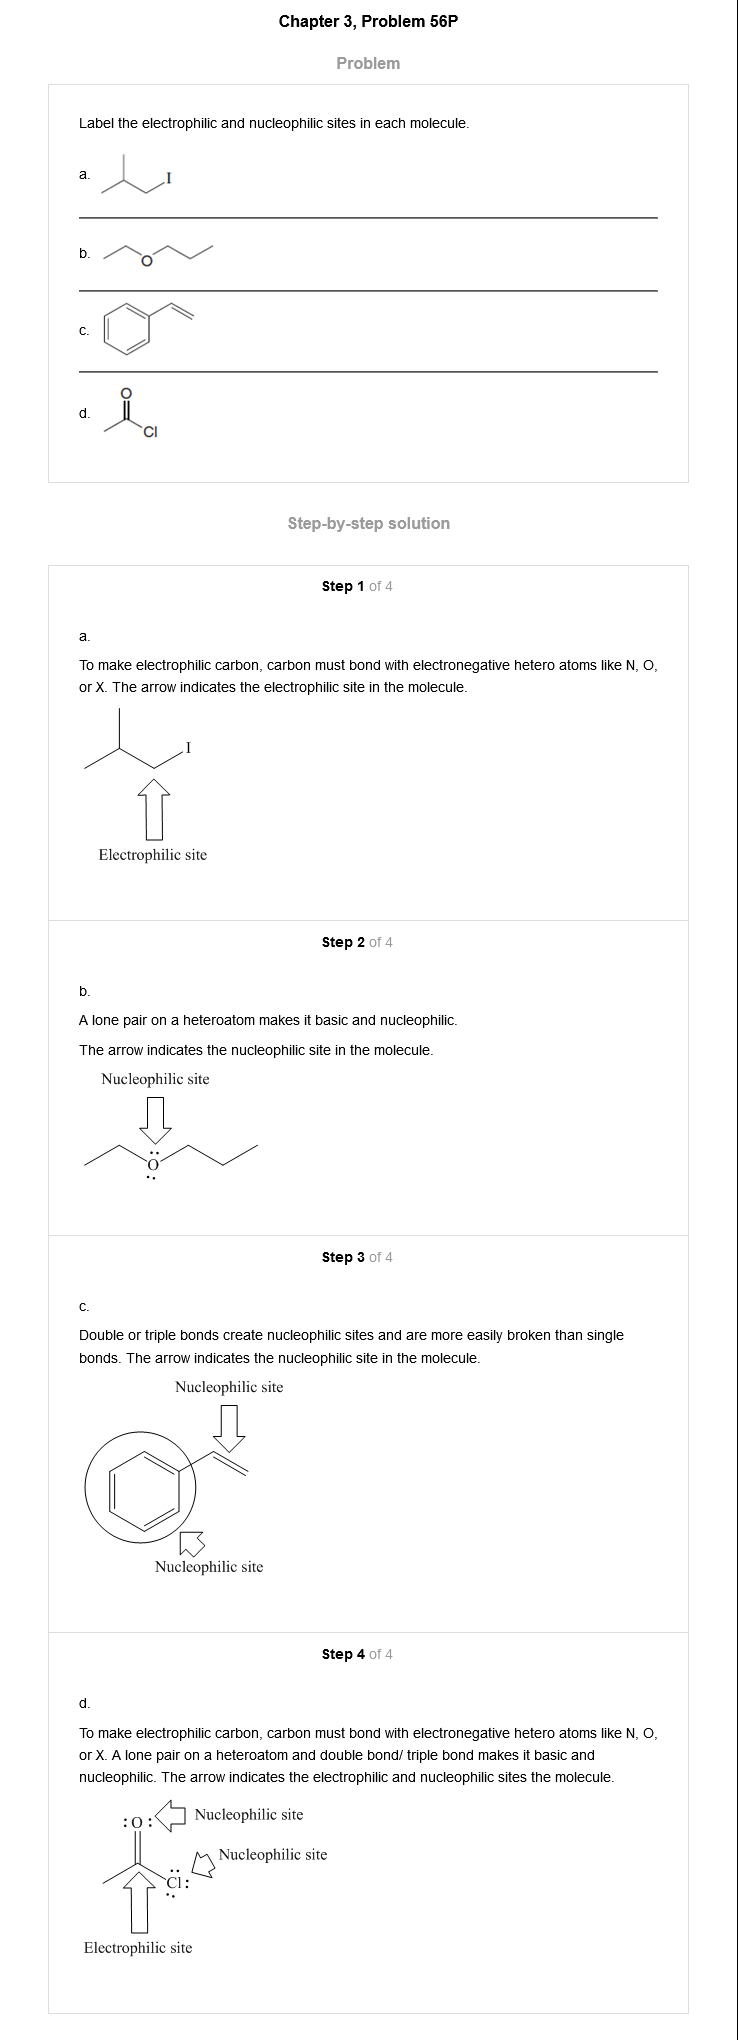 Chapter 3, Problem 56P
Problem
Label the electrophilic and nucleophilic sites in each molecule.
a.
I
b.
O
c.
d.
O
Cl
Step-by-step solution
Step 1 of 4
a.
To make electrophilic carbon, carbon must bond with electronegative hetero atoms like N, O,
or X. The arrow indicates the electrophilic site in the molecule.
I
Electrophilic site
Step 2 of 4
b.
A lone pair on a heteroatom makes it basic and nucleophilic.
The arrow indicates the nucleophilic site in the molecule.
Nucleophilic site
O
Step 3 of 4
c.
Double or triple bonds create nucleophilic sites and are more easily broken than single
bonds. The arrow indicates the nucleophilic site in the molecule.
Nucleophilic site
Nucleophilic site
Step 4 of 4
d.
To make electrophilic carbon, carbon must bond with electronegative hetero atoms like N, O,
or X. A lone pair on a heteroatom and double bond/ triple bond makes it basic and
nucleophilic. The arrow indicates the electrophilic and nucleophilic sites the molecule.
:O: Nucleophilic site
Nucleophilic site
Cl:
Electrophilic site